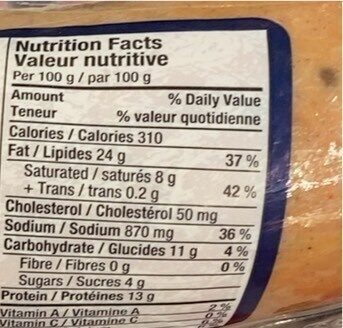 Nutrition Facts
Valeur nutritive
Per 100 g / par 100 g
Amount % Daily Value
Teneur % valeur quotidienne
Calories / Calories 310
Fat / Lipides 24 g 37 %
Saturated / saturés 8 g
+ Trans / trans 0.2 g 42 %
Cholesterol / Cholestérol 50 mg
Sodium / Sodium 870 mg 36 %
Carbohydrate / Glucides 11 g 4 %
Fibre / Fibres 0 g 0 %
Sugars / Sucres 4 g
Protein / Protéines 13 g
Vitamin A / Vitamine A 2 %
Vitamin C / Vitamine C 0 %